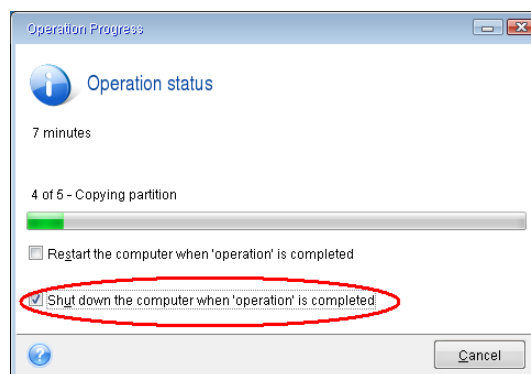 Operation Progress
Operation status
7 minutes
4 of 5 - Copying partition
Restart the computer when 'operation' is completed
Shut down the computer when 'operation' is completed
Cancel